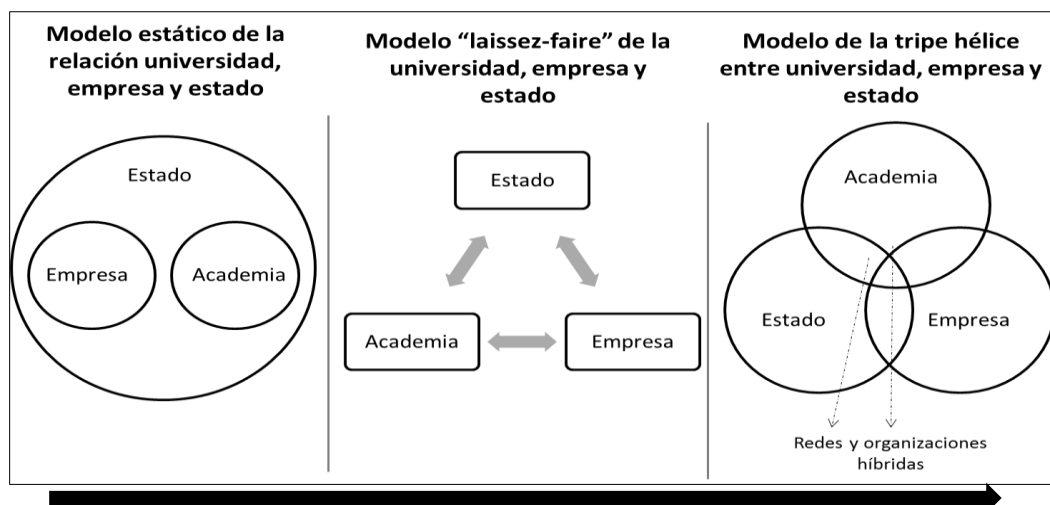 Modelo estático de la
relación universidad,
empresa y estado
Estado
Empresa
Academia
Modelo “laissez-faire” de la
universidad, empresa y
estado
Estado
Academia
Empresa
Modelo de la tripe hélice
entre universidad, empresa y
estado
Academia
Estado
Empresa
Redes y organizaciones
híbridas